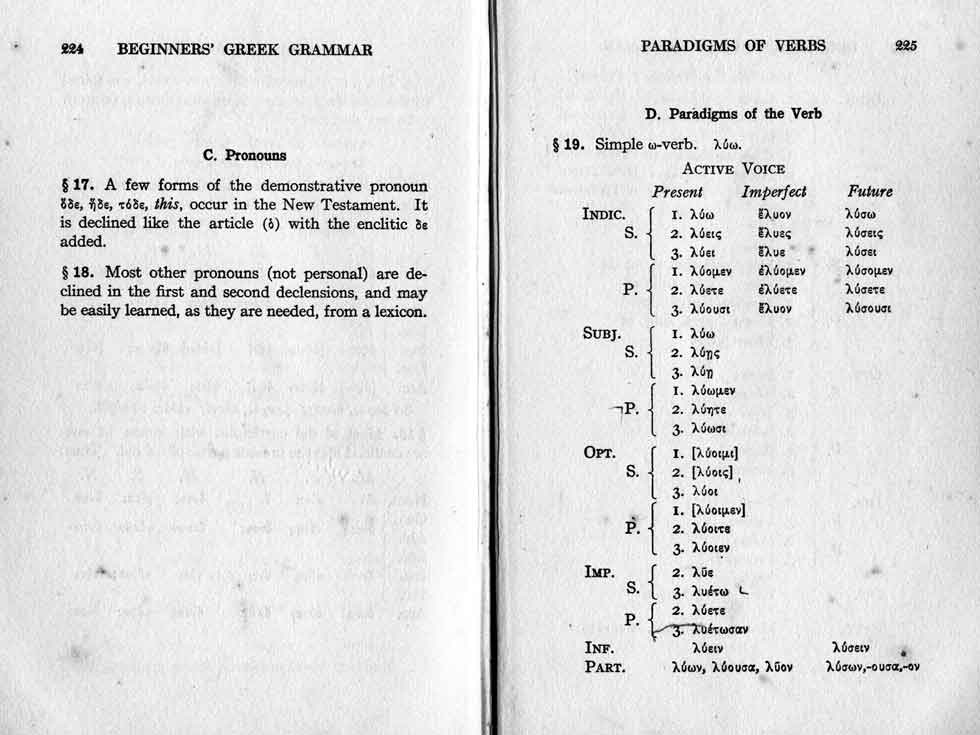 224 BEGINNERS' GREEK GRAMMAR
C. Pronouns
§ 17. A few forms of the demonstrative pronoun
ὅδε, ἥδε, τόδε, this, occur in the New Testament. It
is declined like the article (ὁ) with the enclitic δε
added.
§ 18. Most other pronouns (not personal) are de-
clined in the first and second declensions, and may
be easily learned, as they are needed, from a lexicon.
PARADIGMS OF VERBS 225
D. Paradigms of the Verb
§ 19. Simple ω-verb. λύω.
ACTIVE VOICE
Present Imperfect Future
INDIC. 1. λύω ἔλυον λύσω
S. 2. λύεις ἔλυες λύσεις
3. λύει ἔλυε λύσει
1. λύομεν ἐλύομεν λύσομεν
P. 2. λύετε ἐλύετε λύσετε
3. λύουσι ἔλυον λύσουσι
SUBJ. 1. λύω
S. 2. λύῃς
3. λύῃ
1. λύωμεν
P. 2. λύητε
3. λύωσι
OPT. 1. [λύοιμι]
S. 2. [λύοις]
3. λύοι
1. [λύοιμεν]
P. 2. λύοιτε
3. λύοιεν
IMP. 2. λῦε
S. 3. λυέτω
P. 2. λύετε
3. λυέτωσαν
INF. λύειν λύσειν
PART. λύων, λύουσα, λῦον λύσων,-ουσα,-ον